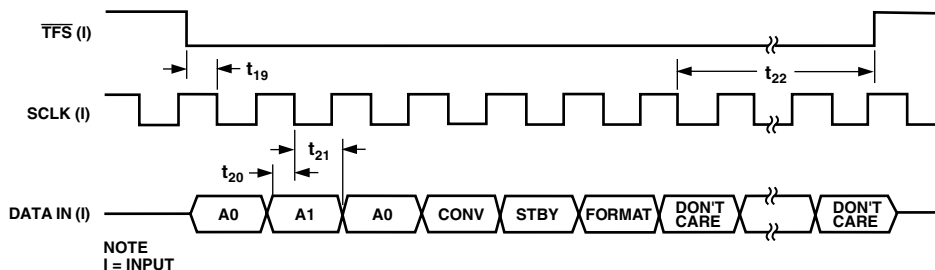 TFS (I)
t19
t22
SCLK (I)
t21
t20
DATA IN (I)
A0
A1
A0
CONV
STBY
FORMAT
DON'T
CARE
DON'T
CARE
NOTE
I = INPUT